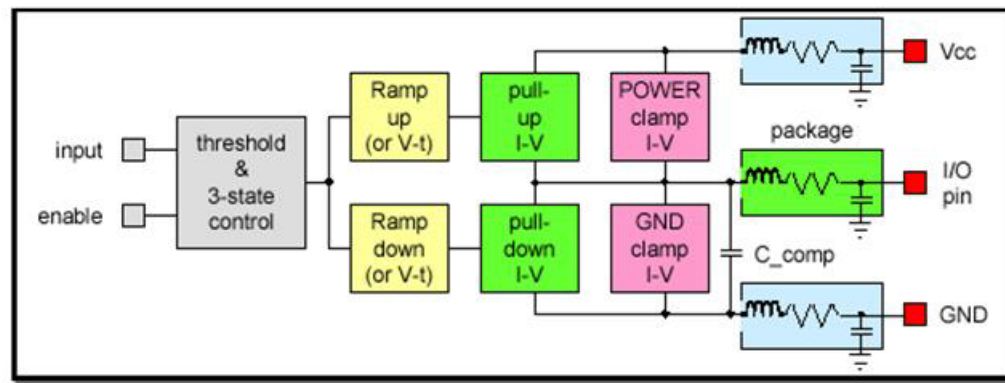 input
enable
threshold
&
3-state
control
Ramp
up
(or V-t)
Ramp
down
(or V-t)
pull-
up
I-V
pull-
down
I-V
POWER
clamp
I-V
GND
clamp
I-V
C_comp
package
Vcc
I/O
pin
GND